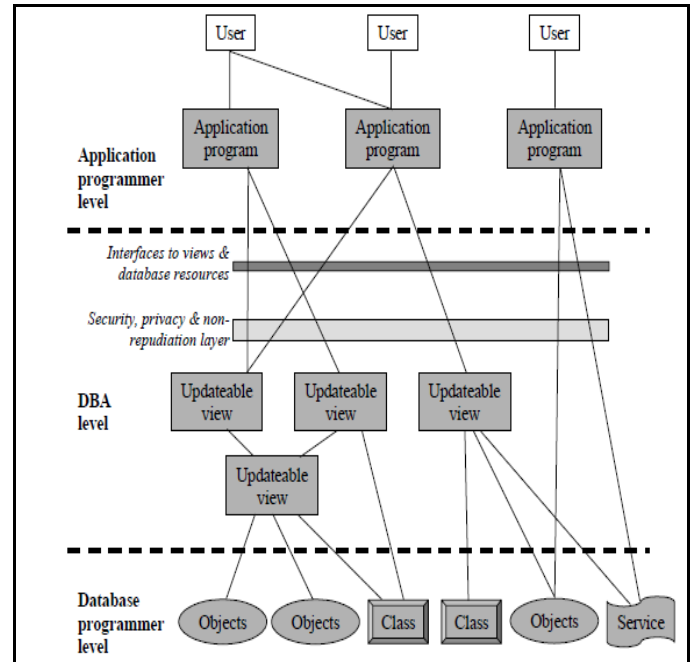 User
User
User
Application
program
Application
program
Application
program
Application
programmer
level
Interfaces to views &
database resources
Security, privacy & non-
repudiation layer
Updateable
view
Updateable
view
Updateable
view
DBA
level
Updateable
view
Database
programmer
level
Objects
Objects
Class
Class
Objects
Service